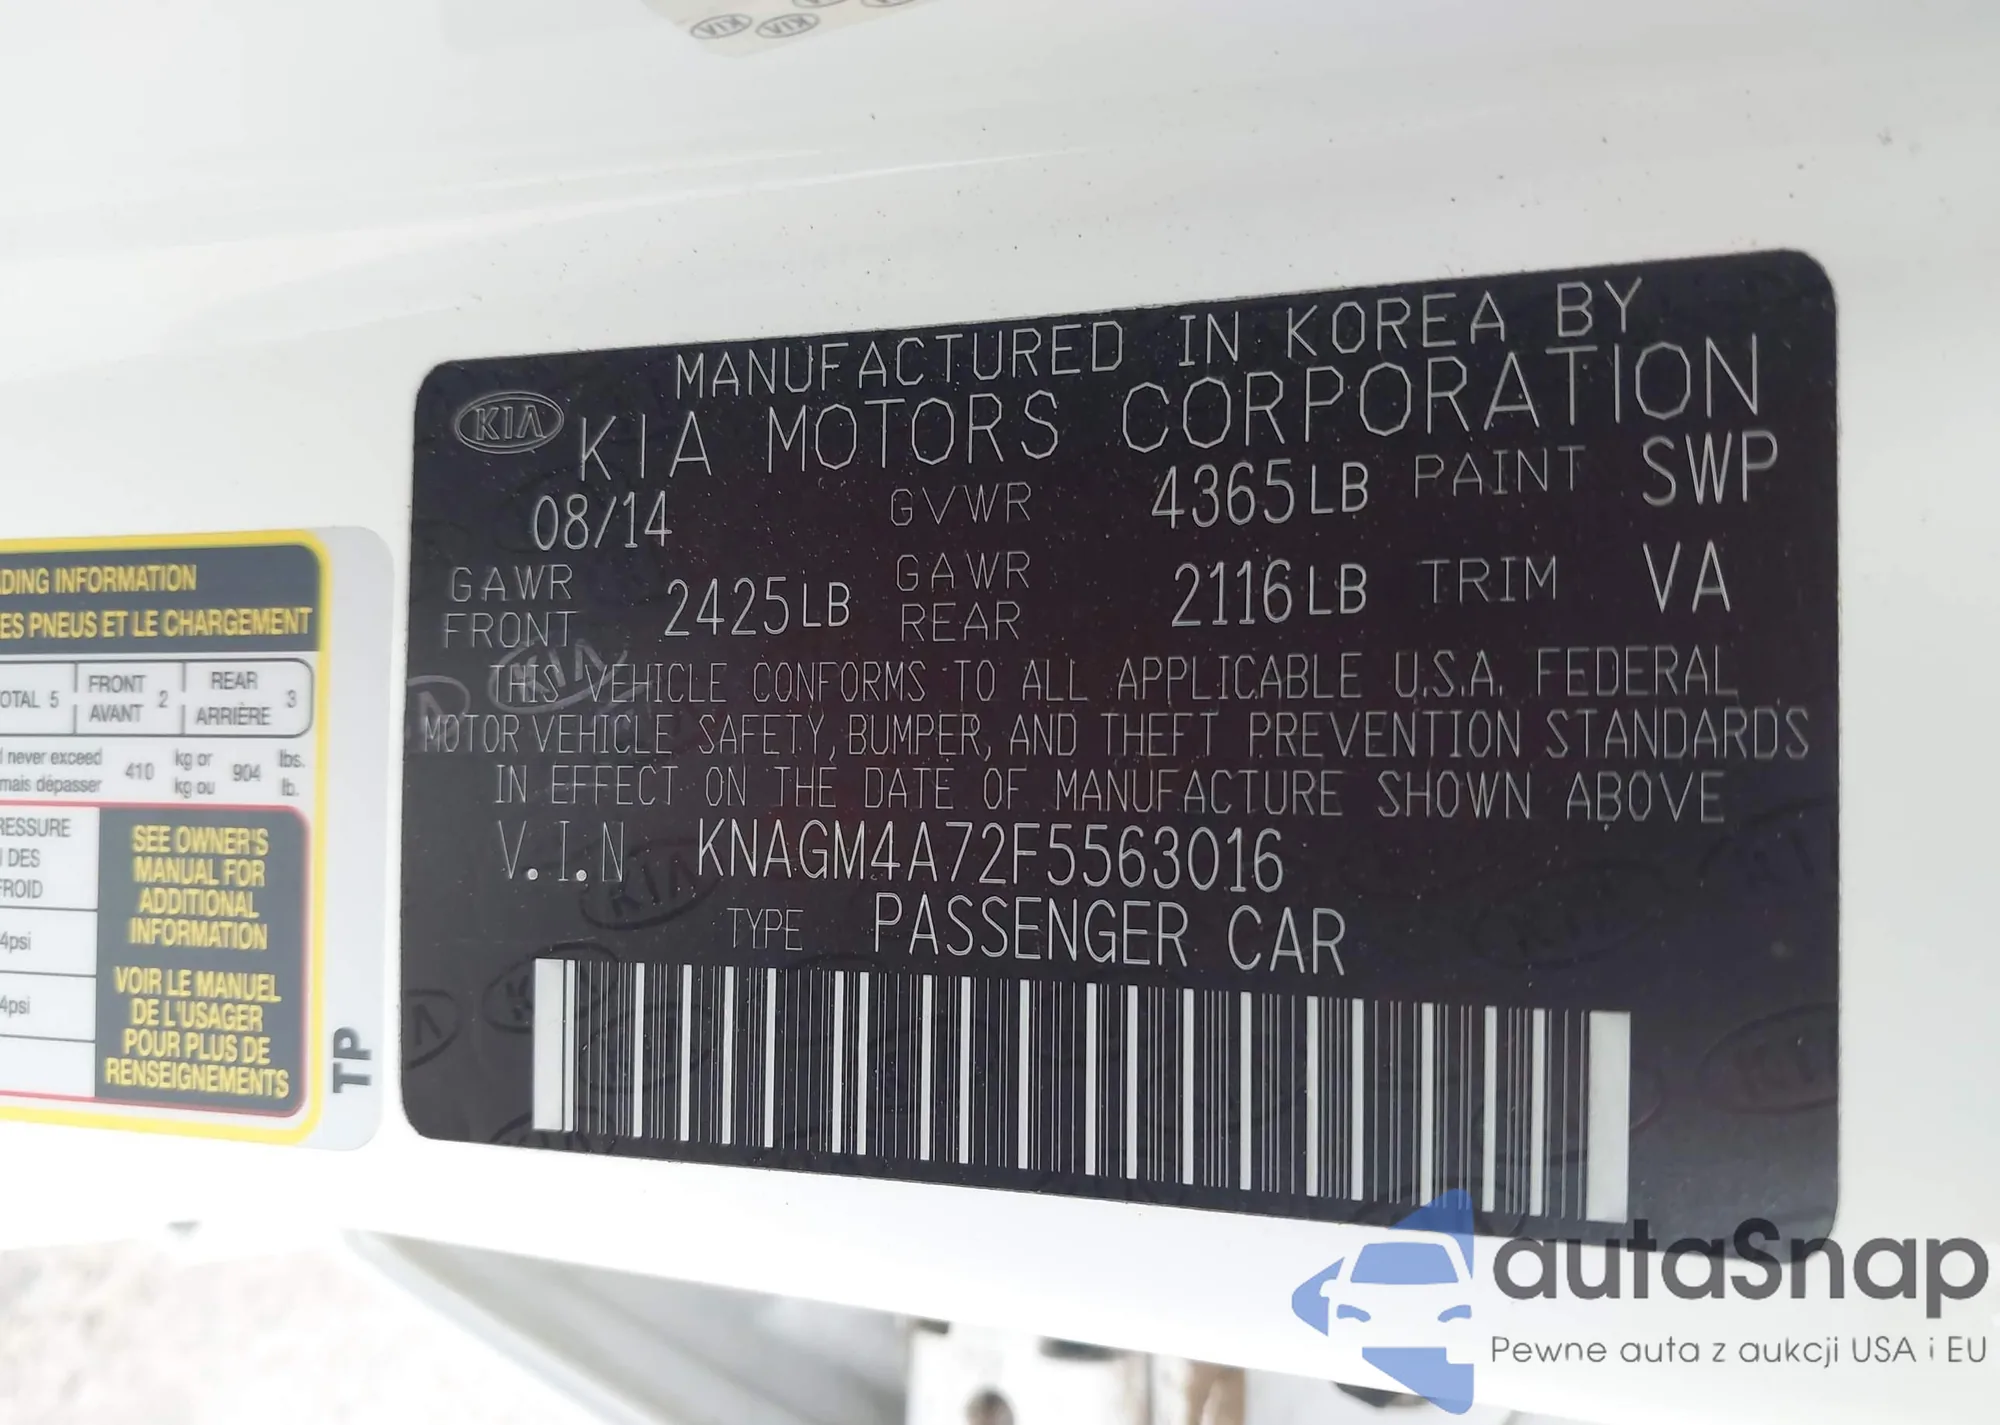 KIA KIA
MANUFACTURED IN KOREA BY
KIA
KIA MOTORS CORPORATION
08/14 GVWR 4365LB PAINT SWP
GAWR FRONT 2425LB GAWR REAR 2116LB TRIM VA
THIS VEHICLE CONFORMS TO ALL APPLICABLE U.S.A. FEDERAL
MOTOR VEHICLE SAFETY, BUMPER, AND THEFT PREVENTION STANDARDS
IN EFFECT ON THE DATE OF MANUFACTURE SHOWN ABOVE
V.I.N KNAGM4A72F5563016
TYPE PASSENGER CAR
DING INFORMATION
ES PNEUS ET LE CHARGEMENT
OTAL 5 FRONT AVANT 2 REAR ARRIÈRE 3
never exceed
mais dépasser 410 kg or kg ou 904 lbs. lb.
RESSURE
DES
FROID
4psi
4psi
SEE OWNER'S
MANUAL FOR
ADDITIONAL
INFORMATION
VOIR LE MANUEL
DE L'USAGER
POUR PLUS DE
RENSEIGNEMENTS
TP
autaSnap
Pewne auta z aukcji USA i EU